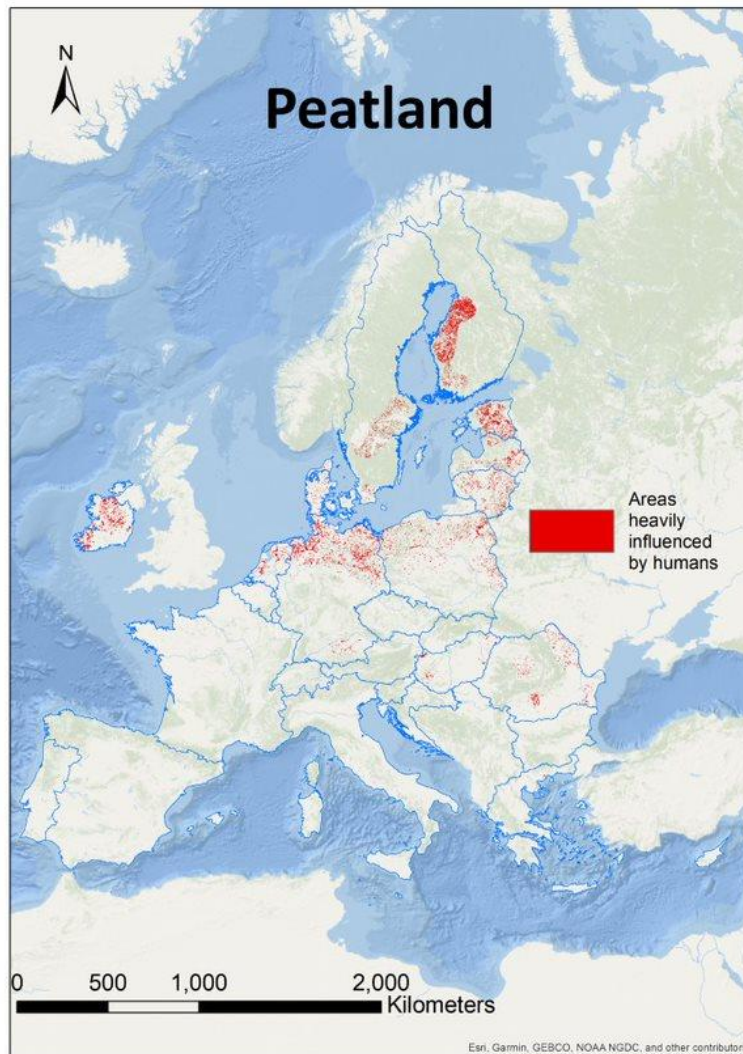 N
Peatland
Areas
heavily
influenced
by humans
0 500 1,000 2,000
Kilometers
Esri, Garmin, GEBCO, NOAA NGDC, and other contributor